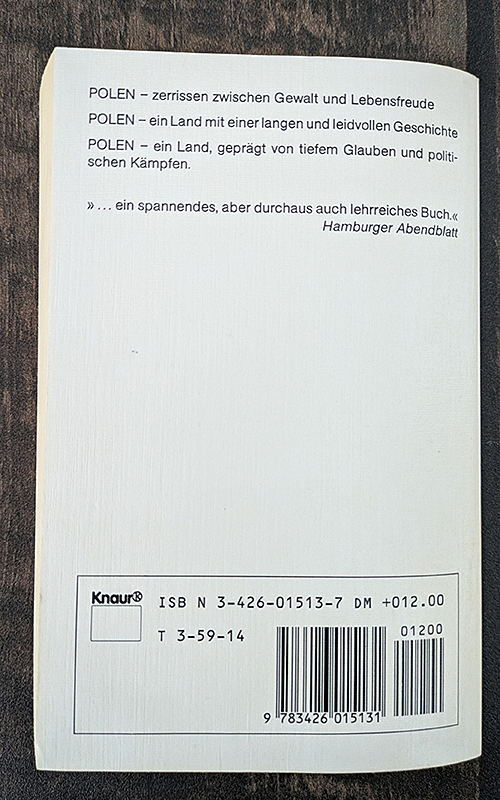 POLEN – zerrissen zwischen Gewalt und Lebensfreude
POLEN – ein Land mit einer langen und leidvollen Geschichte
POLEN – ein Land, geprägt von tiefem Glauben und politi-
schen Kämpfen.
»... ein spannendes, aber durchaus auch lehrreiches Buch.«
Hamburger Abendblatt
Knaur® ISB N 3-426-01513-7 DM +012.00
T 3-59-14
01200
9 783426 015131